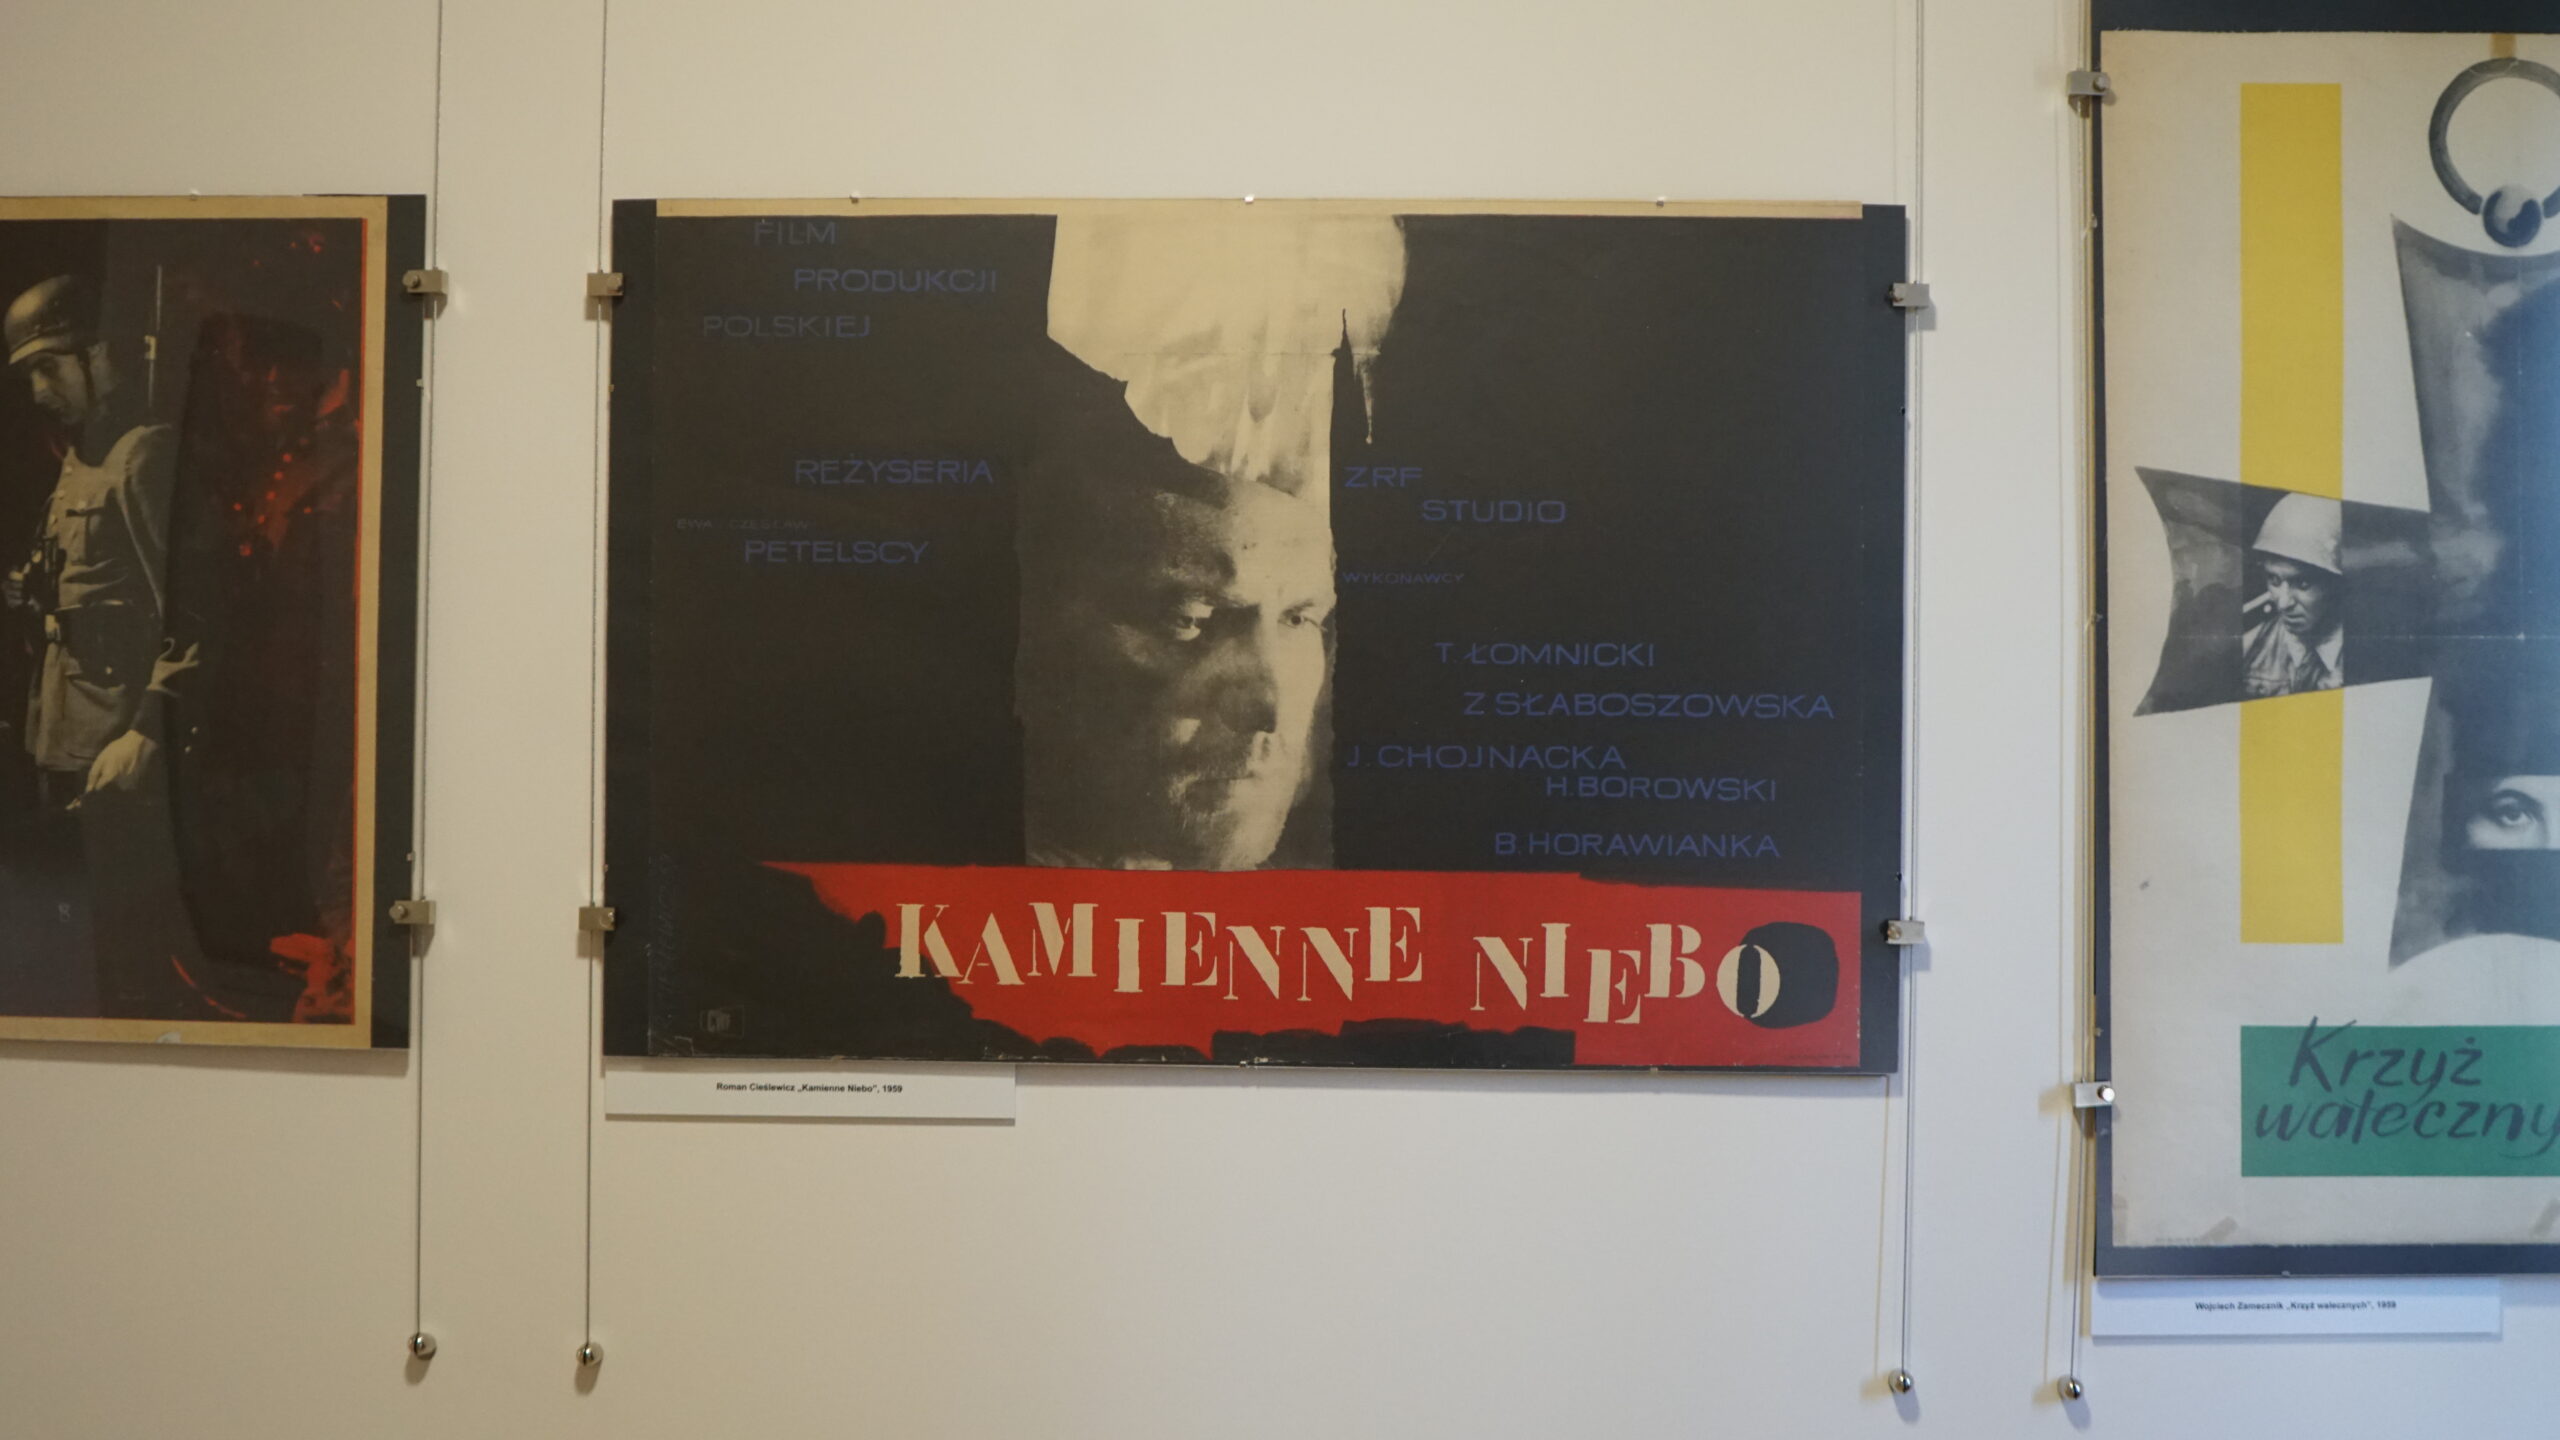 FILM
PRODUKCJI
POLSKIEJ
REŻYSERIA
EWA I CZESŁAW
PETELSCY
ZRF
STUDIO
WYKONAWCY
T. ŁOMNICKI
Z SŁABOSZOWSKA
J. CHOJNACKA
H. BOROWSKI
B. HORAWIANKA
KAMIENNE NIEBO
CWF
Roman Cieślewicz „Kamienne Niebo”, 1959
Krzyż
waleczny
Wojciech Zamecznik „Krzyż walecznych”, 1959